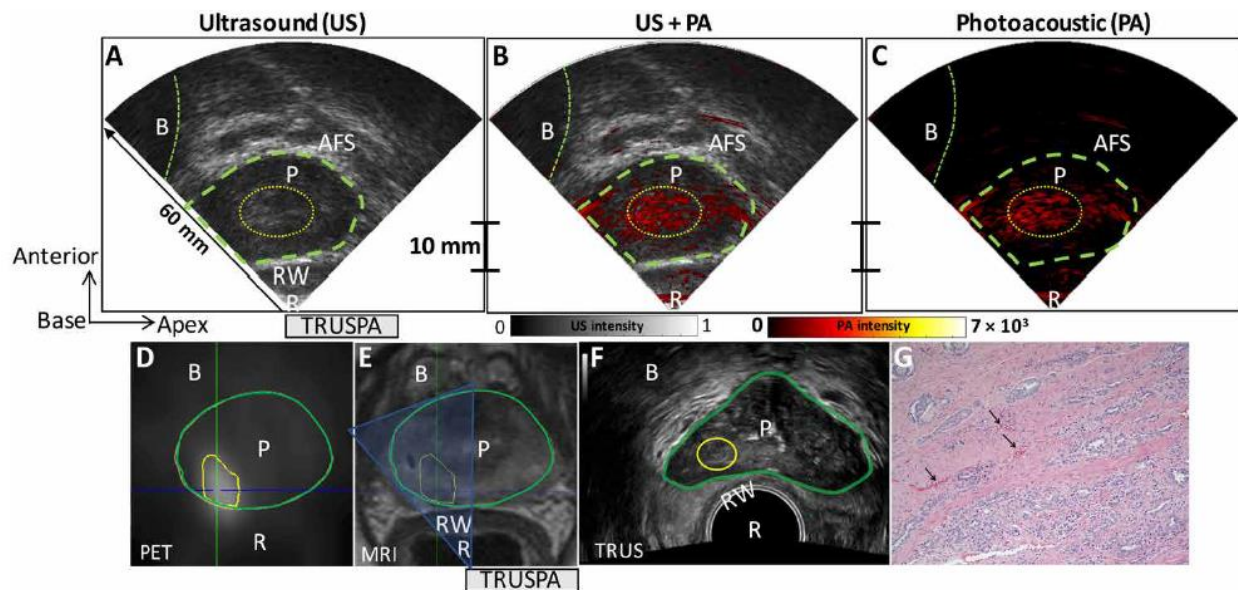 Ultrasound (US)
US + PA
Photoacoustic (PA)
A
B
C
B
B
B
AFS
AFS
AFS
P
P
P
60 mm
10 mm
RW
R
R
R
Anterior
Base
Apex
TRUSPA
0
US intensity
1
0
PA intensity
7 × 10³
D
E
F
G
B
B
B
P
P
P
R
RW
R
RW
R
PET
MRI
TRUS
TRUSPA